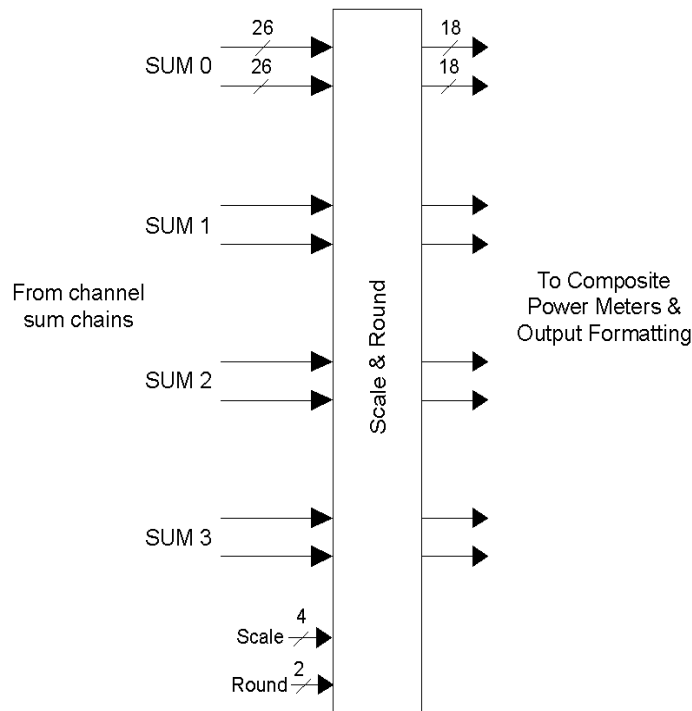 26
18
SUM 0
26
18
SUM 1
From channel
sum chains
Scale & Round
To Composite
Power Meters &
Output Formatting
SUM 2
SUM 3
Scale
4
Round
2